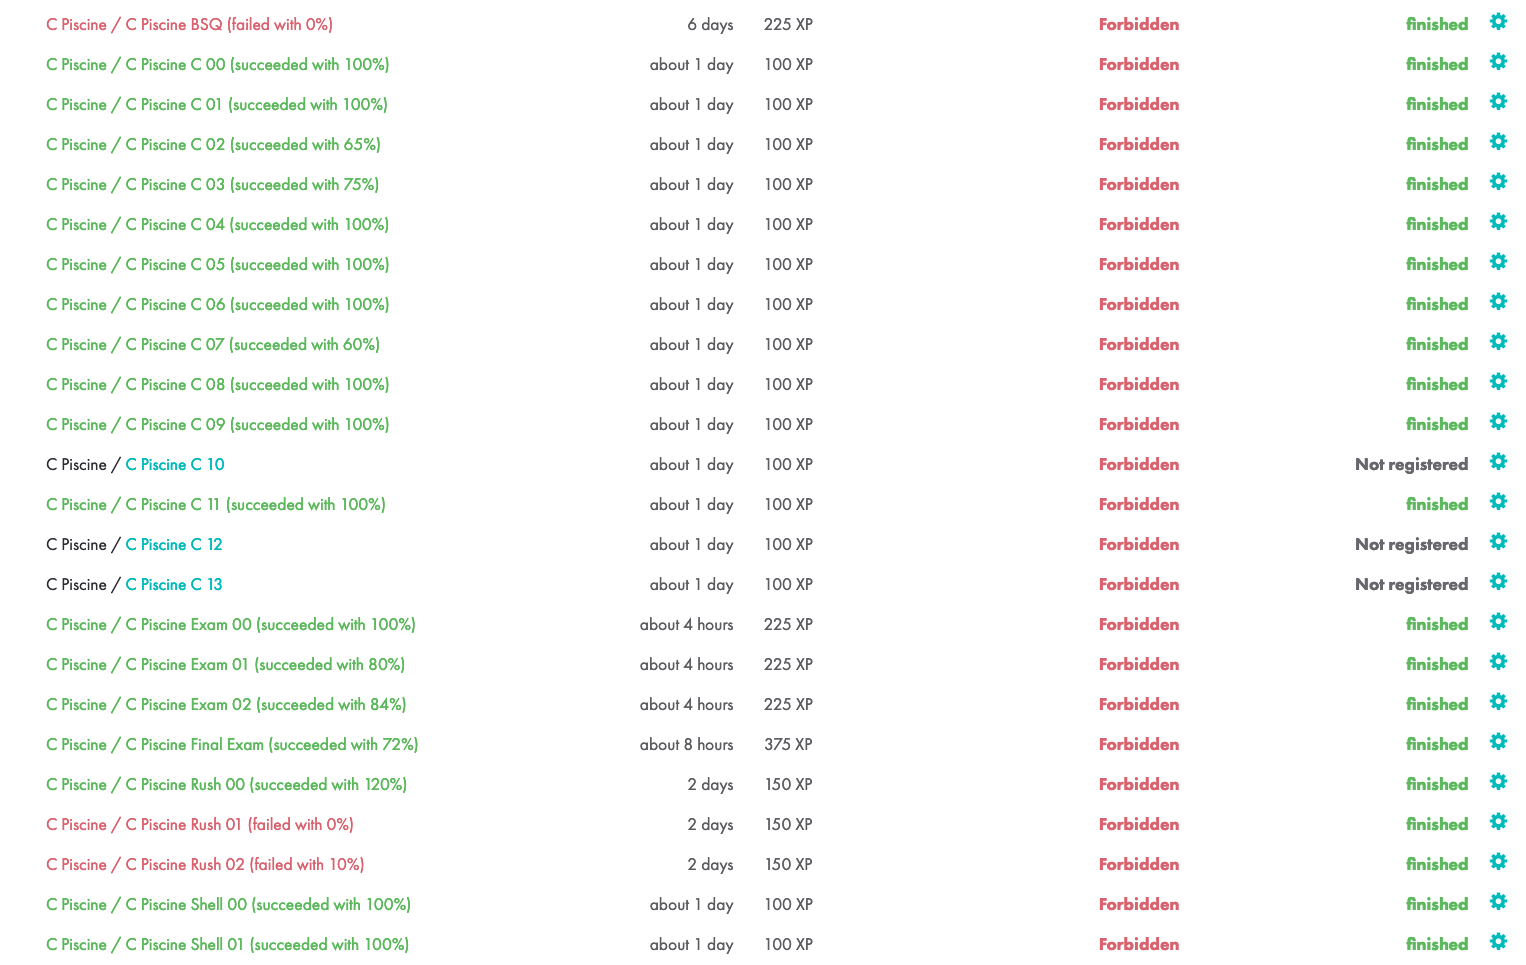 C Piscine / C Piscine BSQ (failed with 0%) 6 days 225 XP Forbidden finished
C Piscine / C Piscine C 00 (succeeded with 100%) about 1 day 100 XP Forbidden finished
C Piscine / C Piscine C 01 (succeeded with 100%) about 1 day 100 XP Forbidden finished
C Piscine / C Piscine C 02 (succeeded with 65%) about 1 day 100 XP Forbidden finished
C Piscine / C Piscine C 03 (succeeded with 75%) about 1 day 100 XP Forbidden finished
C Piscine / C Piscine C 04 (succeeded with 100%) about 1 day 100 XP Forbidden finished
C Piscine / C Piscine C 05 (succeeded with 100%) about 1 day 100 XP Forbidden finished
C Piscine / C Piscine C 06 (succeeded with 100%) about 1 day 100 XP Forbidden finished
C Piscine / C Piscine C 07 (succeeded with 60%) about 1 day 100 XP Forbidden finished
C Piscine / C Piscine C 08 (succeeded with 100%) about 1 day 100 XP Forbidden finished
C Piscine / C Piscine C 09 (succeeded with 100%) about 1 day 100 XP Forbidden finished
C Piscine / C Piscine C 10 about 1 day 100 XP Forbidden Not registered
C Piscine / C Piscine C 11 (succeeded with 100%) about 1 day 100 XP Forbidden finished
C Piscine / C Piscine C 12 about 1 day 100 XP Forbidden Not registered
C Piscine / C Piscine C 13 about 1 day 100 XP Forbidden Not registered
C Piscine / C Piscine Exam 00 (succeeded with 100%) about 4 hours 225 XP Forbidden finished
C Piscine / C Piscine Exam 01 (succeeded with 80%) about 4 hours 225 XP Forbidden finished
C Piscine / C Piscine Exam 02 (succeeded with 84%) about 4 hours 225 XP Forbidden finished
C Piscine / C Piscine Final Exam (succeeded with 72%) about 8 hours 375 XP Forbidden finished
C Piscine / C Piscine Rush 00 (succeeded with 120%) 2 days 150 XP Forbidden finished
C Piscine / C Piscine Rush 01 (failed with 0%) 2 days 150 XP Forbidden finished
C Piscine / C Piscine Rush 02 (failed with 10%) 2 days 150 XP Forbidden finished
C Piscine / C Piscine Shell 00 (succeeded with 100%) about 1 day 100 XP Forbidden finished
C Piscine / C Piscine Shell 01 (succeeded with 100%) about 1 day 100 XP Forbidden finished